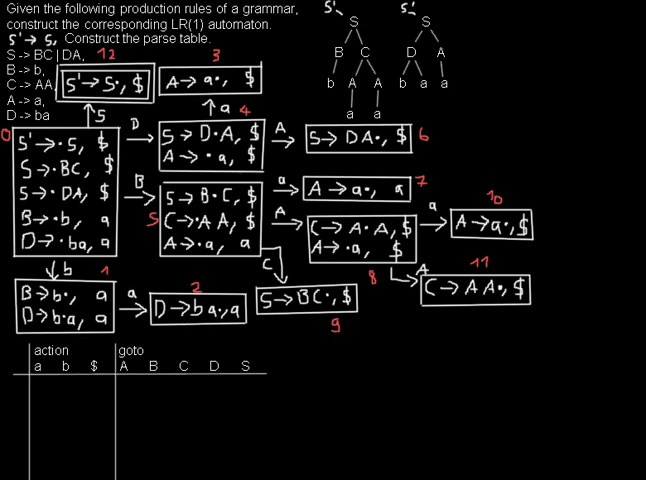 Given the following production rules of a grammar,
construct the corresponding LR(1) automaton.
S'→ S, Construct the parse table.
S -> BC | DA,
B -> b,
C -> AA,
A -> a,
D -> ba
S'
S
B C
b A A
a a
S'
S
D A
b a a
12
S'→ S•, $
3
A→ a•, $
S
a
0
S'→•S, $
S→•BC, $
S→•DA, $
B→•b, a
D→•ba, a
D
4
S→ D•A, $
A→ •a, $
A
S→ DA•, $
6
B
5
S→ B•C, $
C→•AA, $
A→•a, a
a
A→a•, a
7
A
C→ A•A, $
A→•a, $
8
a
10
A→a•, $
A
11
C→ AA•, $
C
S→BC•, $
9
b
1
B→b•, a
D→b•a, a
a
2
D→ba•, a
action goto
a b $ A B C D S